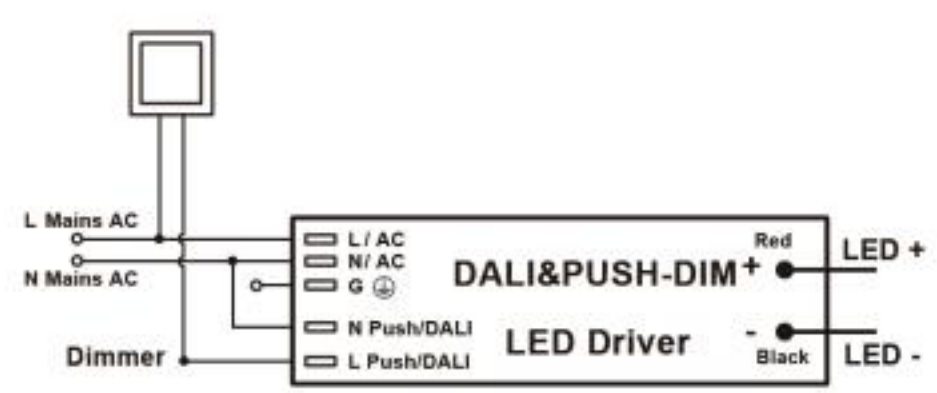 L Mains AC
N Mains AC
Dimmer
L/ AC
N/ AC
G
N Push/DALI
L Push/DALI
DALI&PUSH-DIM
LED Driver
Red
+
-
Black
LED +
LED -